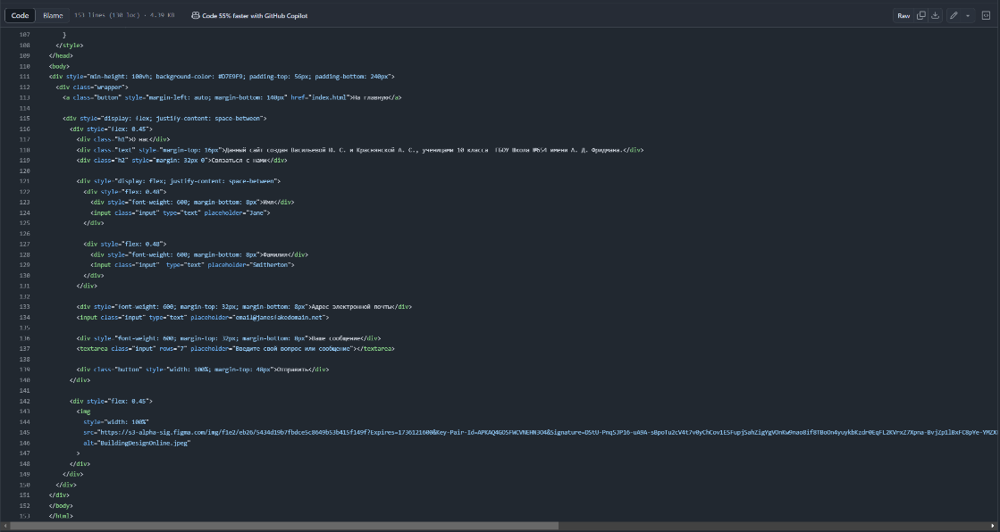 Code Blame 153 lines (130 loc) · 4.39 KB Code 55% faster with GitHub Copilot Raw
107 }
108 </style>
109 </head>
110 <body>
111 <div style="min-height: 100vh; background-color: #D7E9F9; padding-top: 56px; padding-bottom: 240px">
112 <div class="wrapper">
113 <a class="button" style="margin-left: auto; margin-bottom: 140px" href="index.html">На главную</a>
114
115 <div style="display: flex; justify-content: space-between">
116 <div style="flex: 0.45">
117 <div class="h1">О нас</div>
118 <div class="text" style="margin-top: 16px">Данный сайт создан Васильевой С. и Краснянской А. С., ученицами 10 класса ГБОУ Школа №654 имени А. Д. Фридмана.</div>
119 <div class="h2" style="margin: 32px 0">Связаться с нами</div>
120
121 <div style="display: flex; justify-content: space-between">
122 <div style="flex: 0.48">
123 <div style="font-weight: 600; margin-bottom: 8px">Имя</div>
124 <input class="input" type="text" placeholder="Jane">
125 </div>
126
127 <div style="flex: 0.48">
128 <div style="font-weight: 600; margin-bottom: 8px">Фамилия</div>
129 <input class="input" type="text" placeholder="Smitherton">
130 </div>
131 </div>
132
133 <div style="font-weight: 600; margin-top: 32px; margin-bottom: 8px">Адрес электронной почты</div>
134 <input class="input" type="text" placeholder="email@janesfakedomain.net">
135
136 <div style="font-weight: 600; margin-top: 32px; margin-bottom: 8px">Ваше сообщение</div>
137 <textarea class="input" rows="7" placeholder="Введите свой вопрос или сообщение"></textarea>
138
139 <div class="button" style="width: 100%; margin-top: 48px">Отправить</div>
140 </div>
141
142 <div style="flex: 0.45">
143 <img
144 style="width: 100%"
145 src="https://s3-alpha-sig.figma.com/img/f1e2/eb26/5434d19b7fbdce5c8649b53b415f149f?Expires=1736121600&Key-Pair-Id=
146 alt="BuildingDesignOnline.jpeg"
147 >
148 </div>
149 </div>
150 </div>
151 </div>
152 </body>
153 </html>